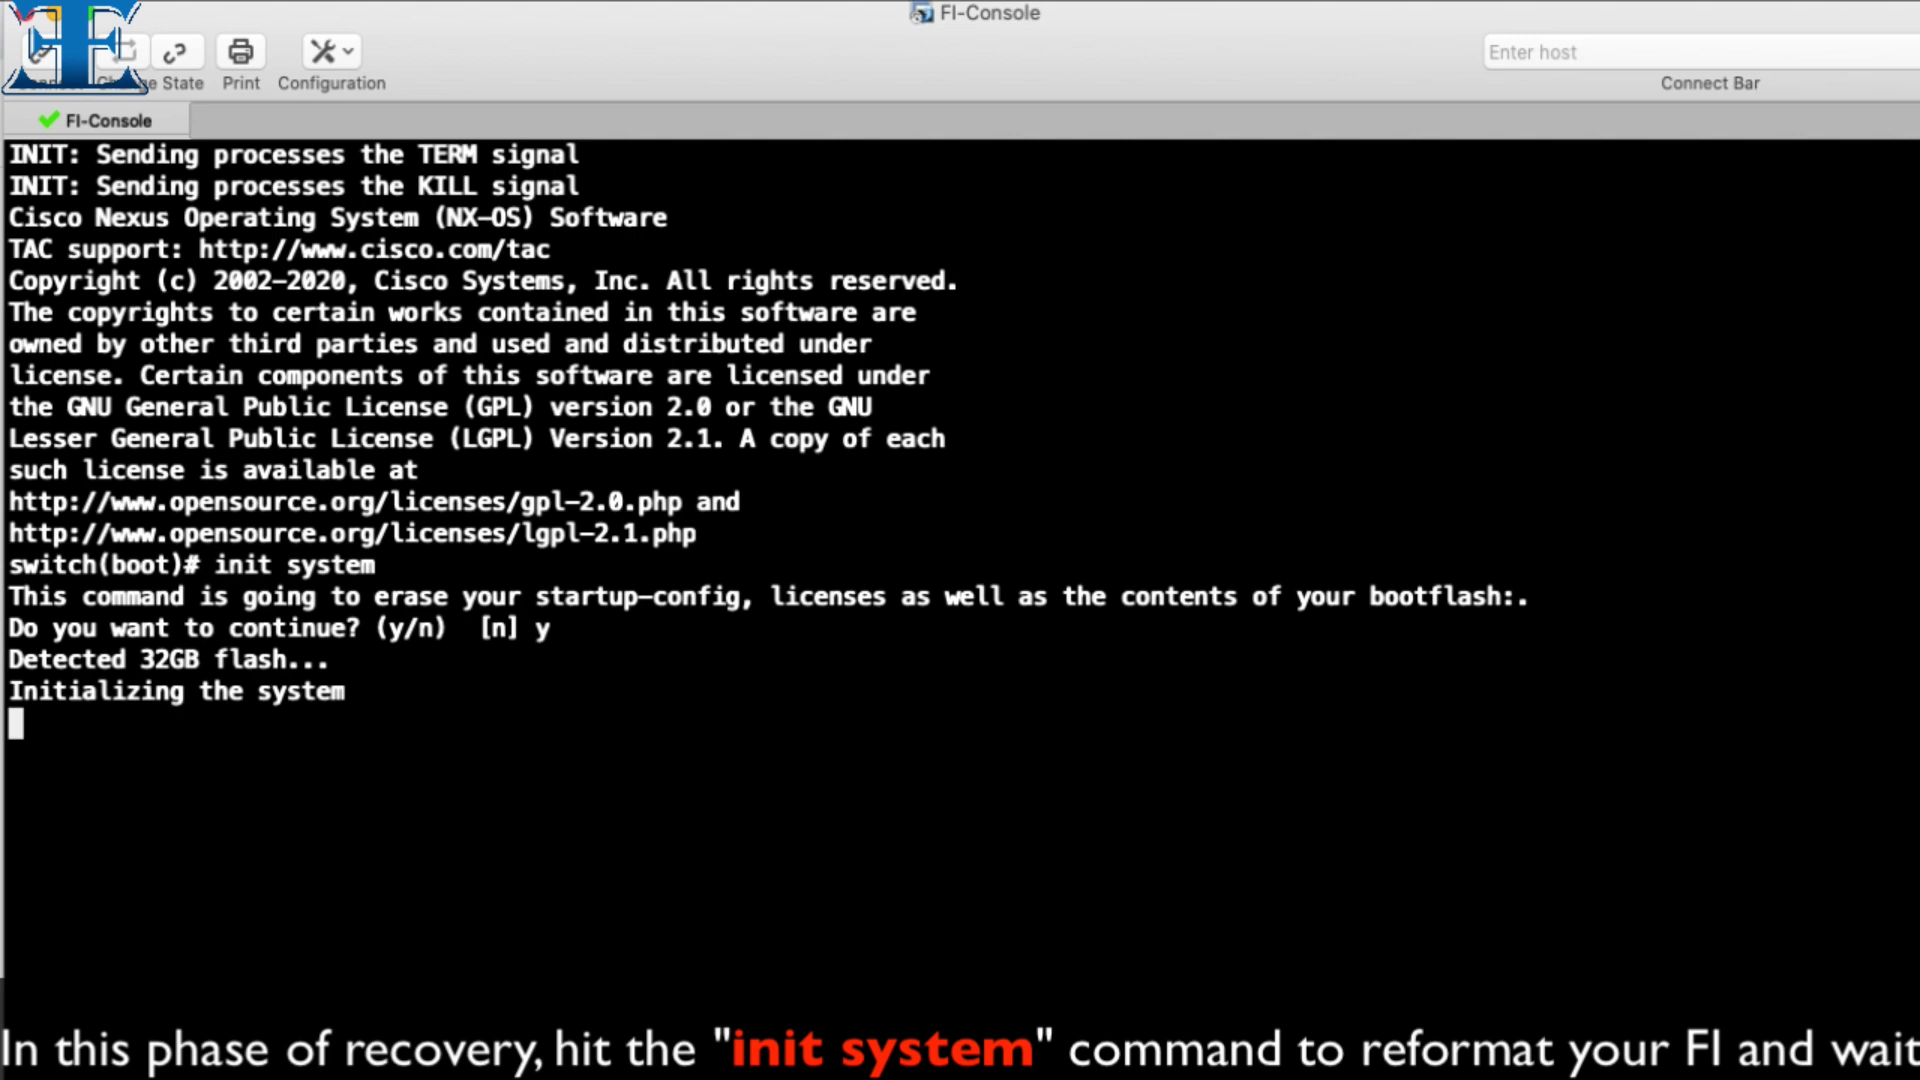 FI-Console
Enter host
State Print Configuration Connect Bar
FI-Console
INIT: Sending processes the TERM signal
INIT: Sending processes the KILL signal
Cisco Nexus Operating System (NX-OS) Software
TAC support: http://www.cisco.com/tac
Copyright (c) 2002-2020, Cisco Systems, Inc. All rights reserved.
The copyrights to certain works contained in this software are
owned by other third parties and used and distributed under
license. Certain components of this software are licensed under
the GNU General Public License (GPL) version 2.0 or the GNU
Lesser General Public License (LGPL) Version 2.1. A copy of each
such license is available at
http://www.opensource.org/licenses/gpl-2.0.php and
http://www.opensource.org/licenses/lgpl-2.1.php
switch(boot)# init system
This command is going to erase your startup-config, licenses as well as the contents of your bootflash:.
Do you want to continue? (y/n)  [n] y
Detected 32GB flash...
Initializing the system
In this phase of recovery, hit the "init system" command to reformat your FI and wait